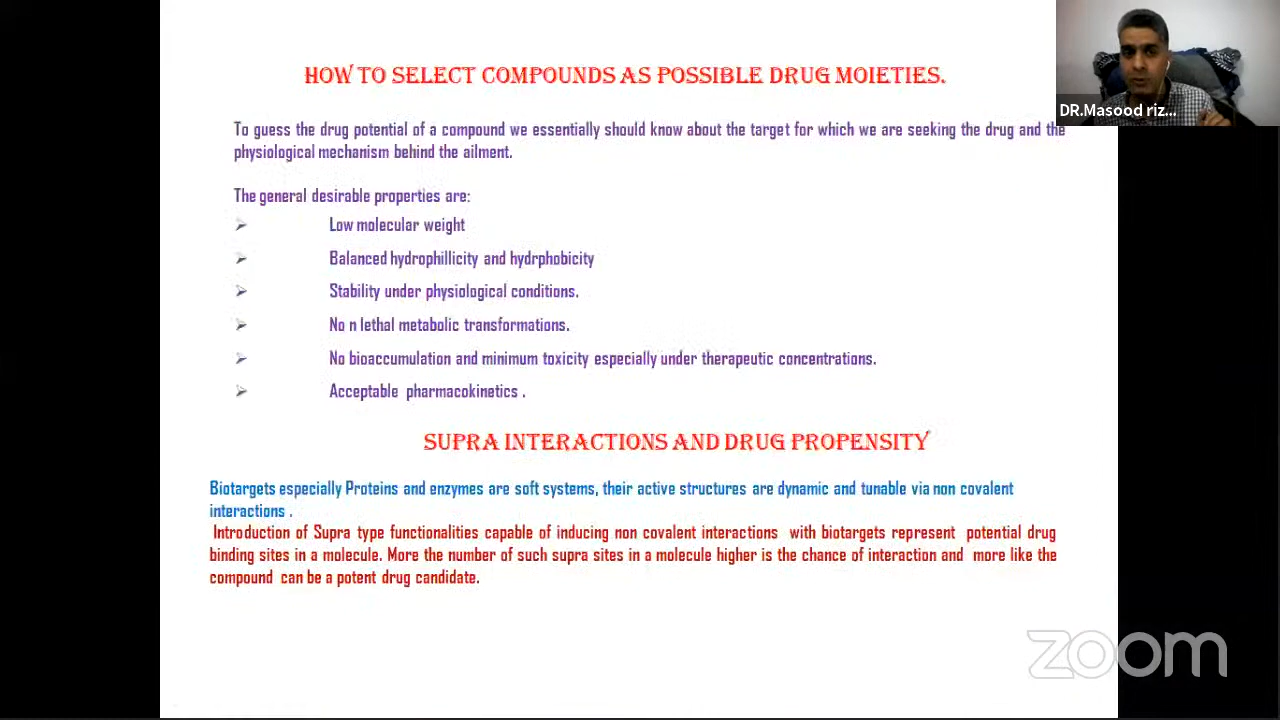 HOW TO SELECT COMPOUNDS AS POSSIBLE DRUG MOIETIES.
DR.Masood riz...
To guess the drug potential of a compound we essentially should know about the target for which we are seeking the drug and the
physiological mechanism behind the ailment.
The general desirable properties are:
Low molecular weight
Balanced hydrophillicity and hydrphobicity
Stability under physiological conditions.
No n lethal metabolic transformations.
No bioaccumulation and minimum toxicity especially under therapeutic concentrations.
Acceptable pharmacokinetics .
SUPRA INTERACTIONS AND DRUG PROPENSITY
Biotargets especially Proteins and enzymes are soft systems, their active structures are dynamic and tunable via non covalent
interactions .
Introduction of Supra type functionalities capable of inducing non covalent interactions with biotargets represent potential drug
binding sites in a molecule. More the number of such supra sites in a molecule higher is the chance of interaction and more like the
compound can be a potent drug candidate.
zoom